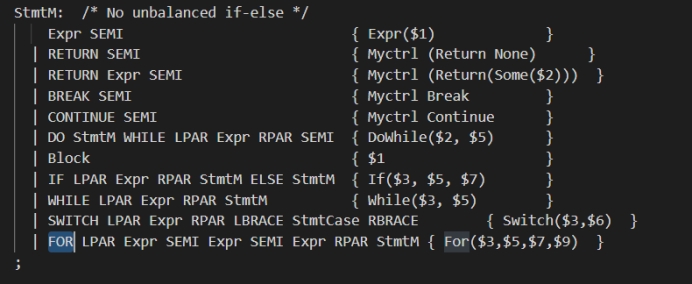 StmtM:  /* No unbalanced if-else */
    Expr SEMI                         { Expr($1)             }
  | RETURN SEMI                       { Myctrl (Return None)      }
  | RETURN Expr SEMI                  { Myctrl (Return(Some($2)))  }
  | BREAK SEMI                        { Myctrl Break         }
  | CONTINUE SEMI                     { Myctrl Continue      }
  | DO StmtM WHILE LPAR Expr RPAR SEMI  { DoWhile($2, $5)      }
  | Block                             { $1                   }
  | IF LPAR Expr RPAR StmtM ELSE StmtM  { If($3, $5, $7)       }
  | WHILE LPAR Expr RPAR StmtM        { While($3, $5)        }
  | SWITCH LPAR Expr RPAR LBRACE StmtCase RBRACE       { Switch($3,$6)  }
  | FOR LPAR Expr SEMI Expr SEMI Expr RPAR StmtM { For($3,$5,$7,$9)  }
;